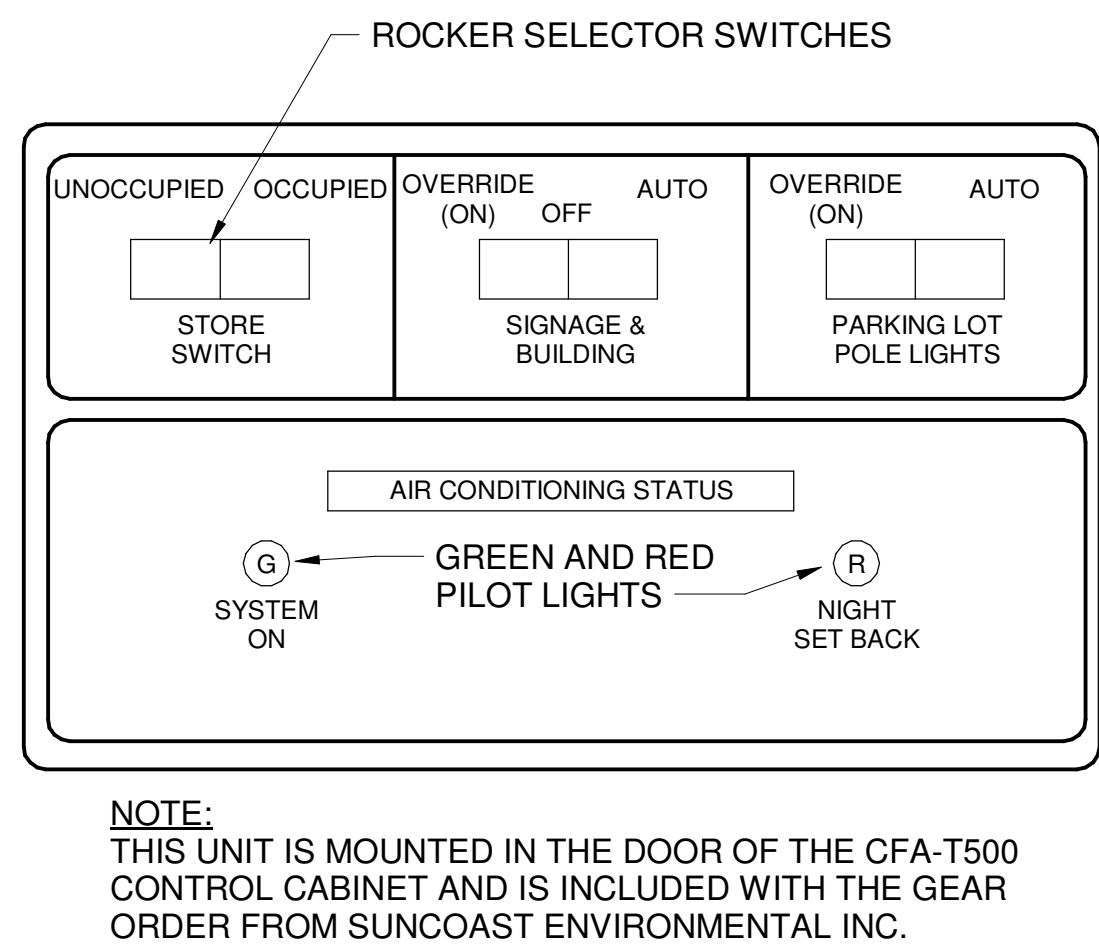 ROCKER SELECTOR SWITCHES
UNOCCUPIED OCCUPIED
OVERRIDE
(ON) OFF AUTO
OVERRIDE
(ON) AUTO
STORE
SWITCH
SIGNAGE &
BUILDING
PARKING LOT
POLE LIGHTS
AIR CONDITIONING STATUS
G
SYSTEM
ON
GREEN AND RED
PILOT LIGHTS
R
NIGHT
SET BACK
NOTE:
THIS UNIT IS MOUNTED IN THE DOOR OF THE CFA-T500
CONTROL CABINET AND IS INCLUDED WITH THE GEAR
ORDER FROM SUNCOAST ENVIRONMENTAL INC.